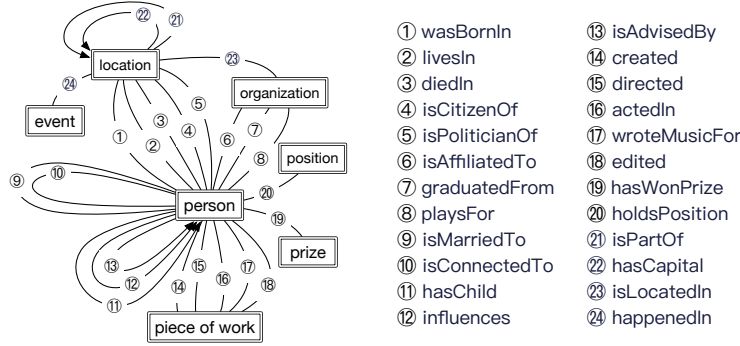 ㉒
㉑
location
㉓
㉔
event
organization
⑤
③
④
①
②
⑥
⑦
⑧
position
⑨
⑩
⑳
person
⑲
prize
⑬
⑫
⑪
⑭
⑮
⑯
⑰
⑱
piece of work
① wasBornIn
② livesIn
③ diedIn
④ isCitizenOf
⑤ isPoliticianOf
⑥ isAffiliatedTo
⑦ graduatedFrom
⑧ playsFor
⑨ isMarriedTo
⑩ isConnectedTo
⑪ hasChild
⑫ influences
⑬ isAdvisedBy
⑭ created
⑮ directed
⑯ actedIn
⑰ wroteMusicFor
⑱ edited
⑲ hasWonPrize
⑳ holdsPosition
㉑ isPartOf
㉒ hasCapital
㉓ isLocatedIn
㉔ happenedIn